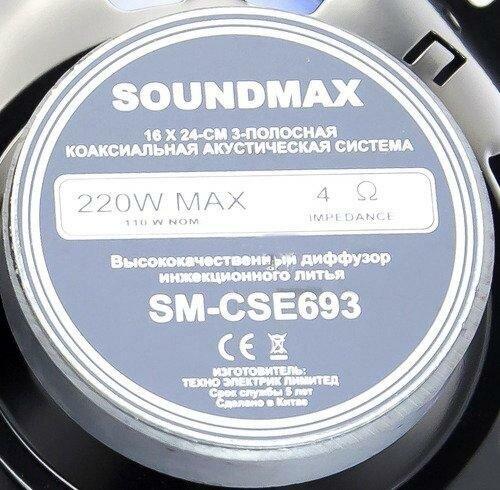 SOUNDMAX
16 X 24-СМ 3-ПОЛОСНАЯ
КОАКСИАЛЬНАЯ АКУСТИЧЕСКАЯ СИСТЕМА
220W MAX 4 Ω
110 W NOM IMPEDANCE
Высококачественный диффузор
инжекционного литья
SM-CSE693
CE
ИЗГОТОВИТЕЛЬ:
ТЕХНО ЭЛЕКТРИК ЛИМИТЕД
Срок службы 5 лет
Сделано в Китае